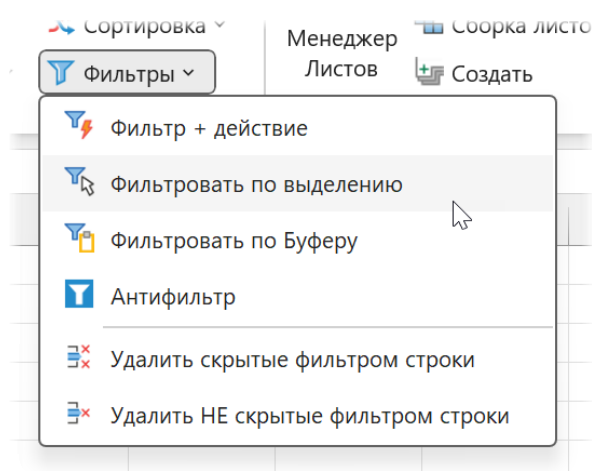 Сортировка
Менеджер
Листов
Сборка листо
Фильтры
Создать
Фильтр + действие
Фильтровать по выделению
Фильтровать по Буферу
Антифильтр
Удалить скрытые фильтром строки
Удалить НЕ скрытые фильтром строки